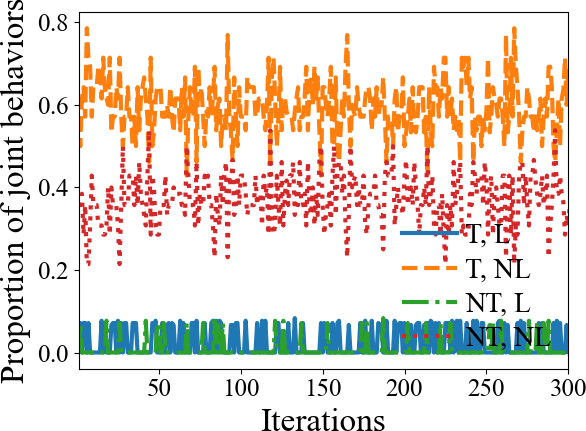 Proportion of joint behaviors
0.8
0.6
0.4
0.2
0.0
T, L
T, NL
NT, L
NT, NL
50
100
150
200
250
300
Iterations